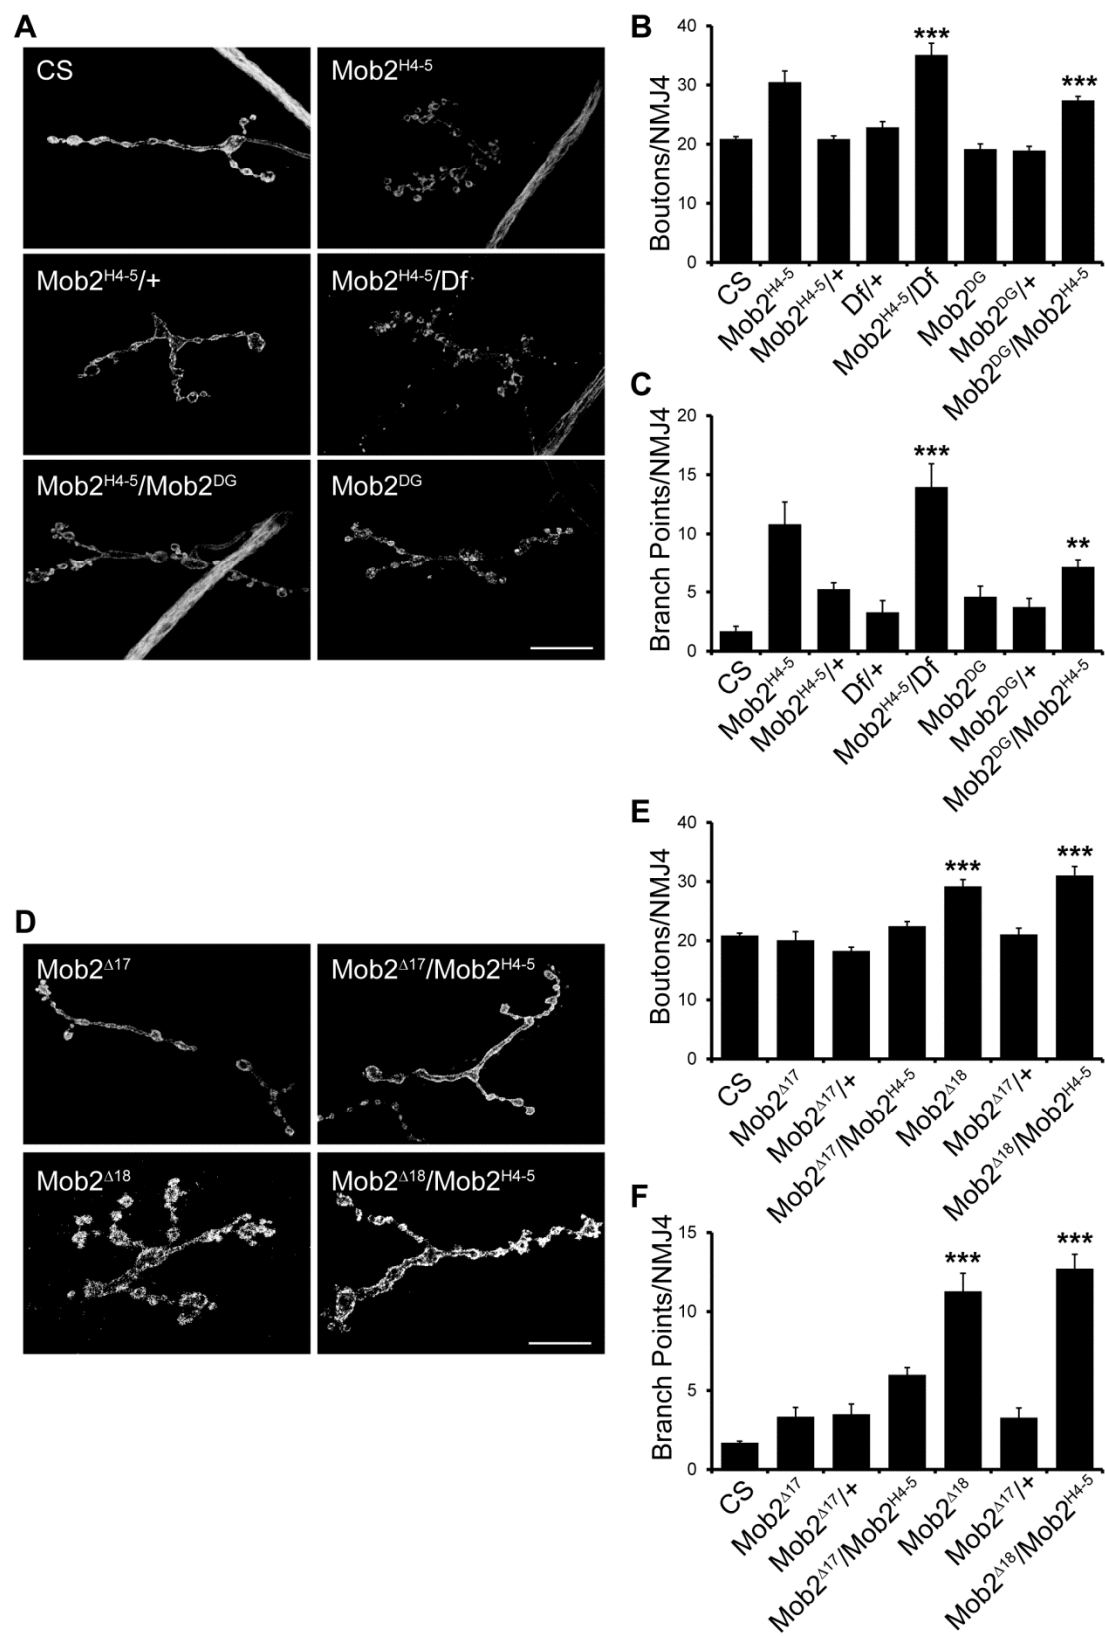 A
CS
Mob2H4-5
Mob2H4-5/+
Mob2H4-5/Df
Mob2H4-5/Mob2DG
Mob2DG
B
40
30
20
10
0
Boutons/NMJ4
***
***
CS
Mob2H4-5
Mob2H4-5/+
Df/+
Mob2H4-5/Df
Mob2DG
Mob2DG/+
Mob2DG/Mob2H4-5
C
20
15
10
5
0
Branch Points/NMJ4
***
**
CS
Mob2H4-5
Mob2H4-5/+
Df/+
Mob2H4-5/Df
Mob2DG
Mob2DG/+
Mob2DG/Mob2H4-5
D
Mob2Δ17
Mob2Δ17/Mob2H4-5
Mob2Δ18
Mob2Δ18/Mob2H4-5
E
40
30
20
10
0
Boutons/NMJ4
***
***
CS
Mob2Δ17
Mob2Δ17/+
Mob2Δ17/Mob2H4-5
Mob2Δ18
Mob2Δ17/+
Mob2Δ18/Mob2H4-5
F
15
10
5
0
Branch Points/NMJ4
***
***
CS
Mob2Δ17
Mob2Δ17/+
Mob2Δ17/Mob2H4-5
Mob2Δ18
Mob2Δ17/+
Mob2Δ18/Mob2H4-5